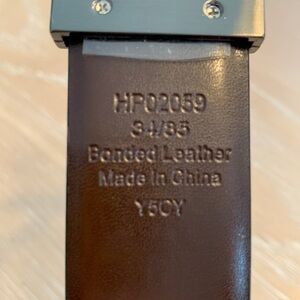 HP02059
34/85
Bonded Leather
Made in China
Y5CY